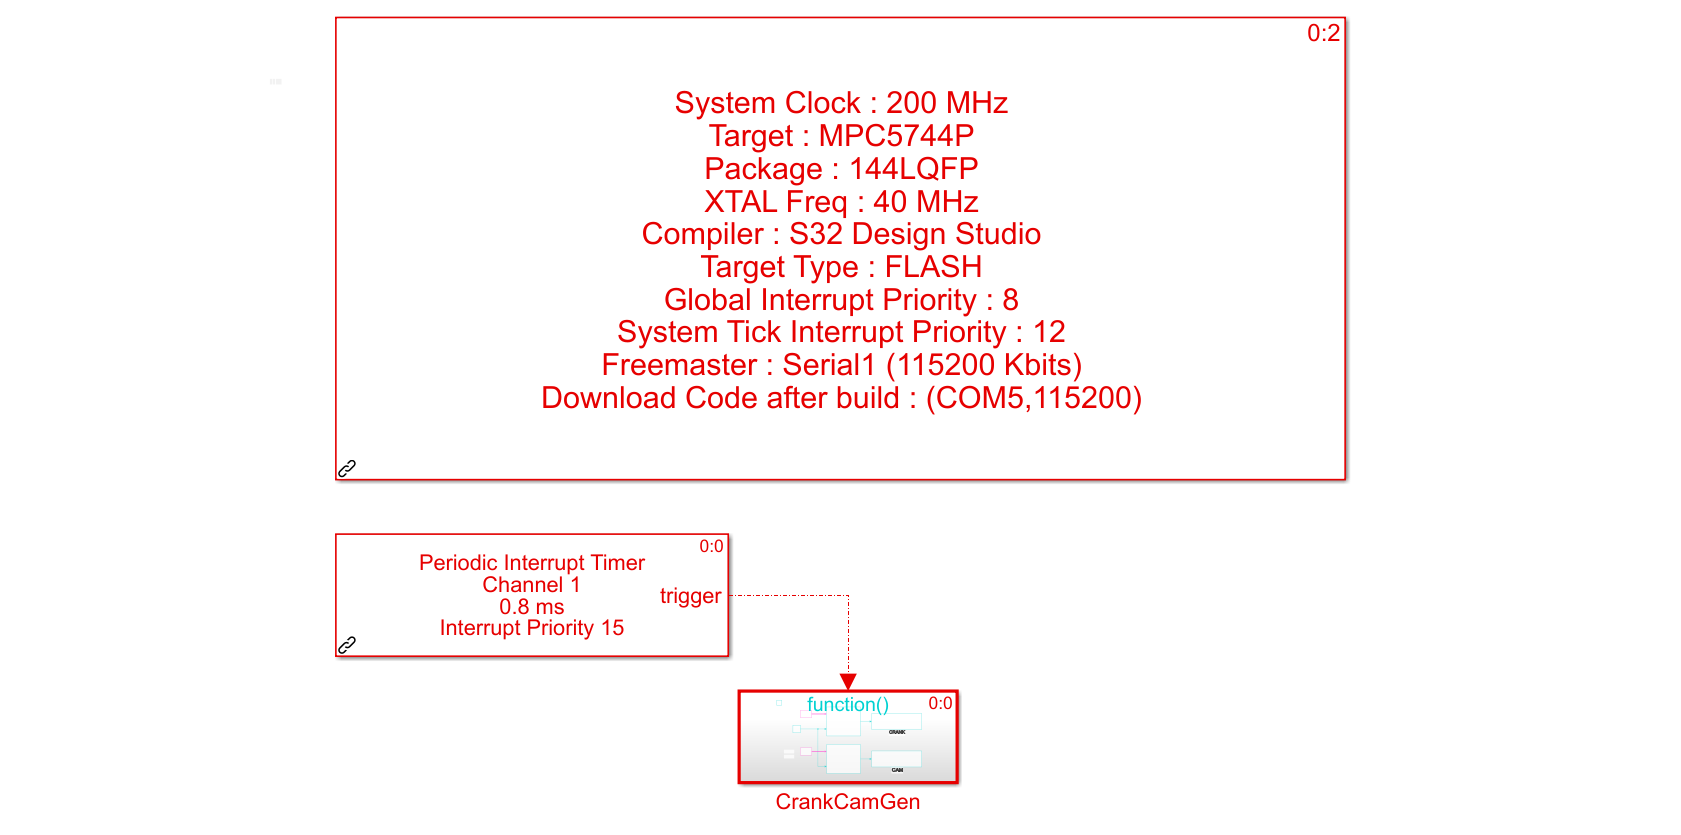 0:2
System Clock : 200 MHz
Target : MPC5744P
Package : 144LQFP
XTAL Freq : 40 MHz
Compiler : S32 Design Studio
Target Type : FLASH
Global Interrupt Priority : 8
System Tick Interrupt Priority : 12
Freemaster : Serial1 (115200 Kbits)
Download Code after build : (COM5,115200)
0:0
Periodic Interrupt Timer
Channel 1
0.8 ms
Interrupt Priority 15
trigger
function()
0:0
CRANK
CAM
CrankCamGen